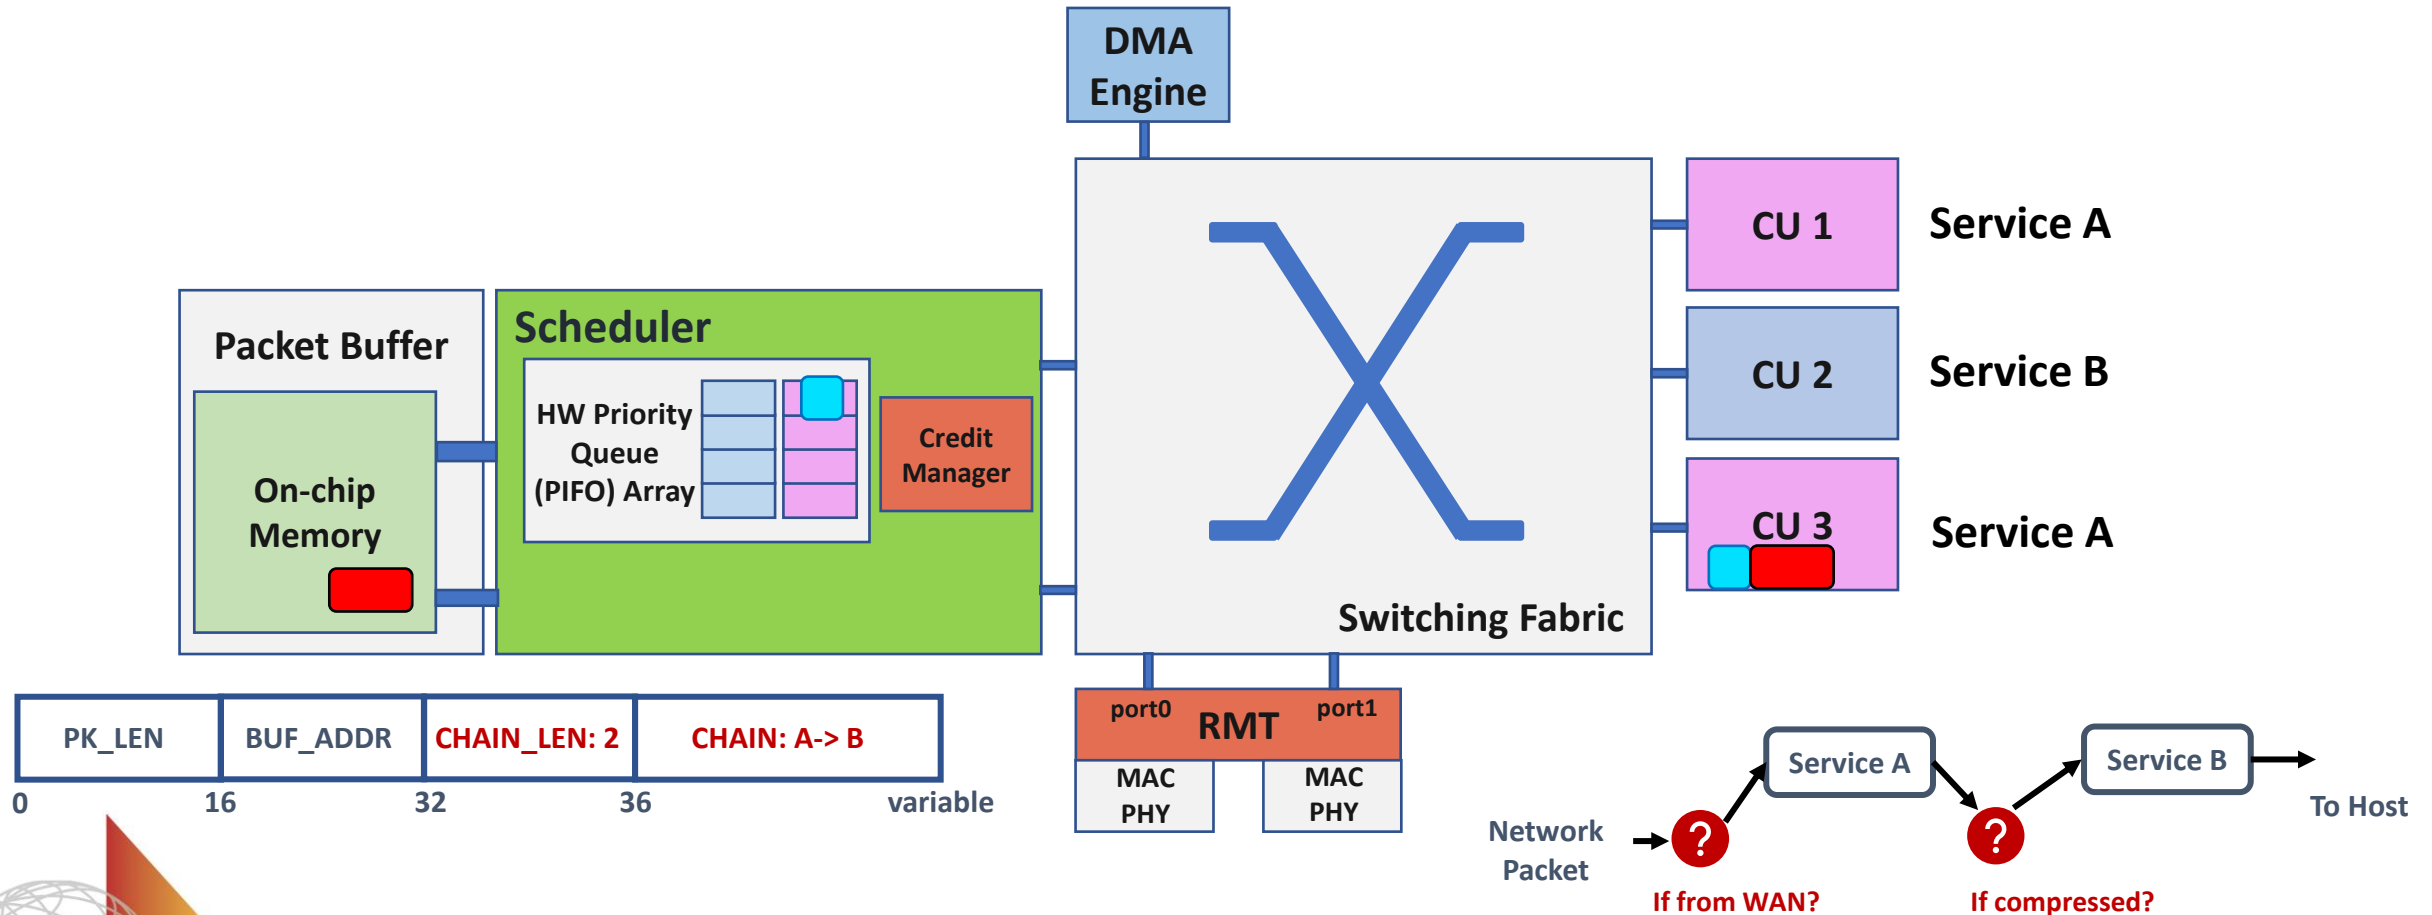 DMA
Engine
CU 1
Service A
CU 2
Service B
CU 3
Service A
Packet Buffer
On-chip
Memory
Scheduler
HW Priority
Queue
(PIFO) Array
Credit
Manager
Switching Fabric
port0
RMT
port1
MAC
PHY
MAC
PHY
PK_LEN
BUF_ADDR
CHAIN_LEN: 2
CHAIN: A-> B
0
16
32
36
variable
Network
Packet
?
If from WAN?
Service A
?
If compressed?
Service B
To Host